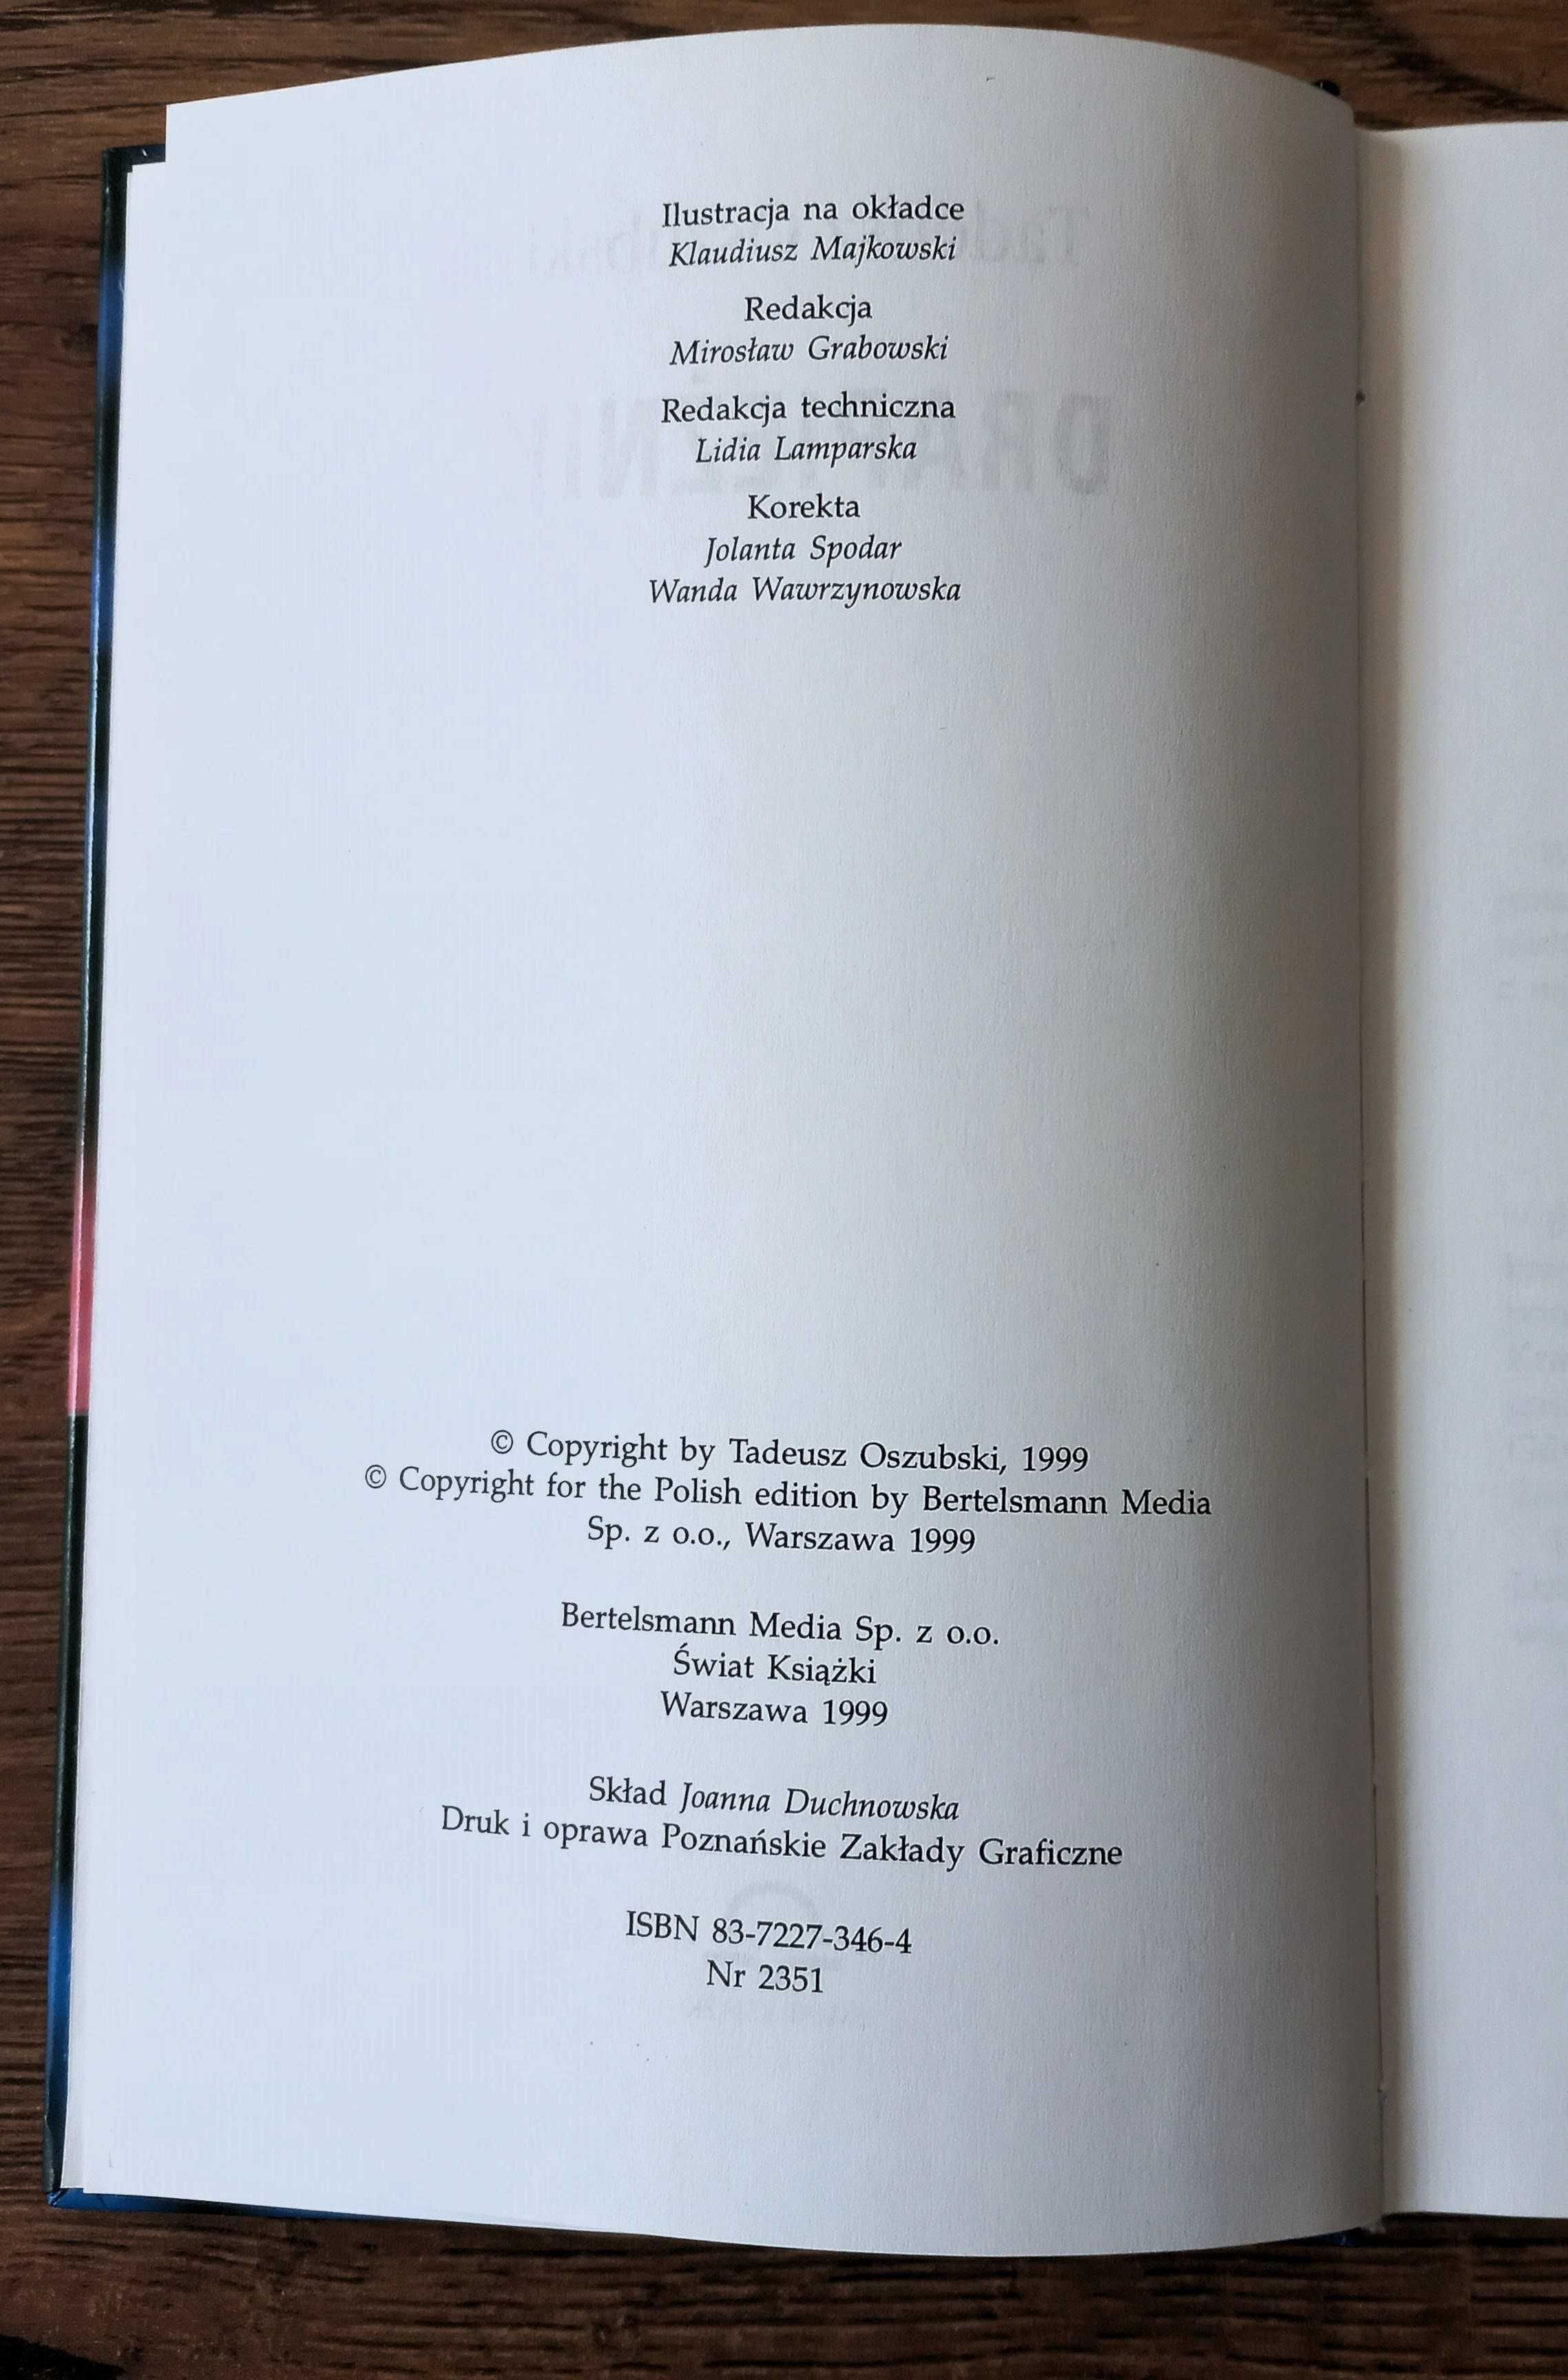 Ilustracja na okładce
Klaudiusz Majkowski
Redakcja
Mirosław Grabowski
Redakcja techniczna
Lidia Lamparska
Korekta
Jolanta Spodar
Wanda Wawrzynowska
© Copyright by Tadeusz Oszubski, 1999
© Copyright for the Polish edition by Bertelsmann Media
Sp. z o.o., Warszawa 1999
Bertelsmann Media Sp. z o.o.
Świat Książki
Warszawa 1999
Skład Joanna Duchnowska
Druk i oprawa Poznańskie Zakłady Graficzne
ISBN 83-7227-346-4
Nr 2351